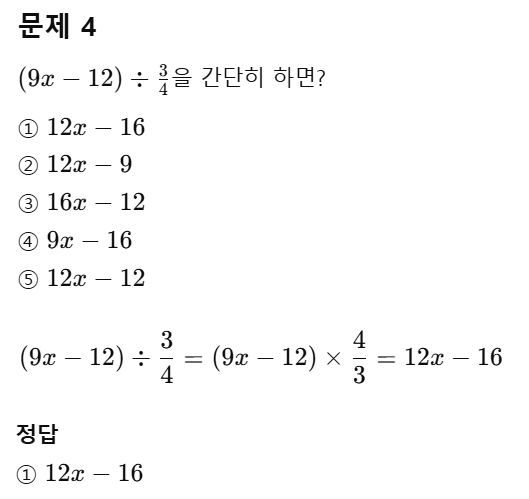 문제 4
(9x − 12) ÷ 3/4을 간단히 하면?
① 12x − 16
② 12x − 9
③ 16x − 12
④ 9x − 16
⑤ 12x − 12
(9x − 12) ÷ 3/4 = (9x − 12) × 4/3 = 12x − 16
정답
① 12x − 16